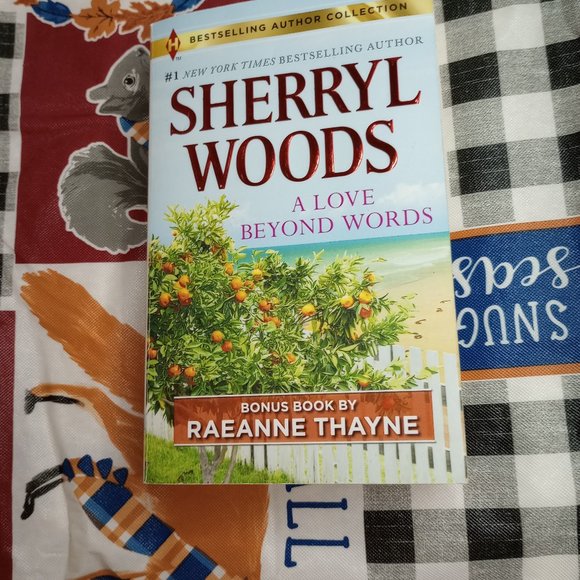 BESTSELLING AUTHOR COLLECTION
#1 NEW YORK TIMES BESTSELLING AUTHOR
SHERRYL
WOODS
A LOVE
BEYOND WORDS
BONUS BOOK BY
RAEANNE THAYNE
SNUG
seas